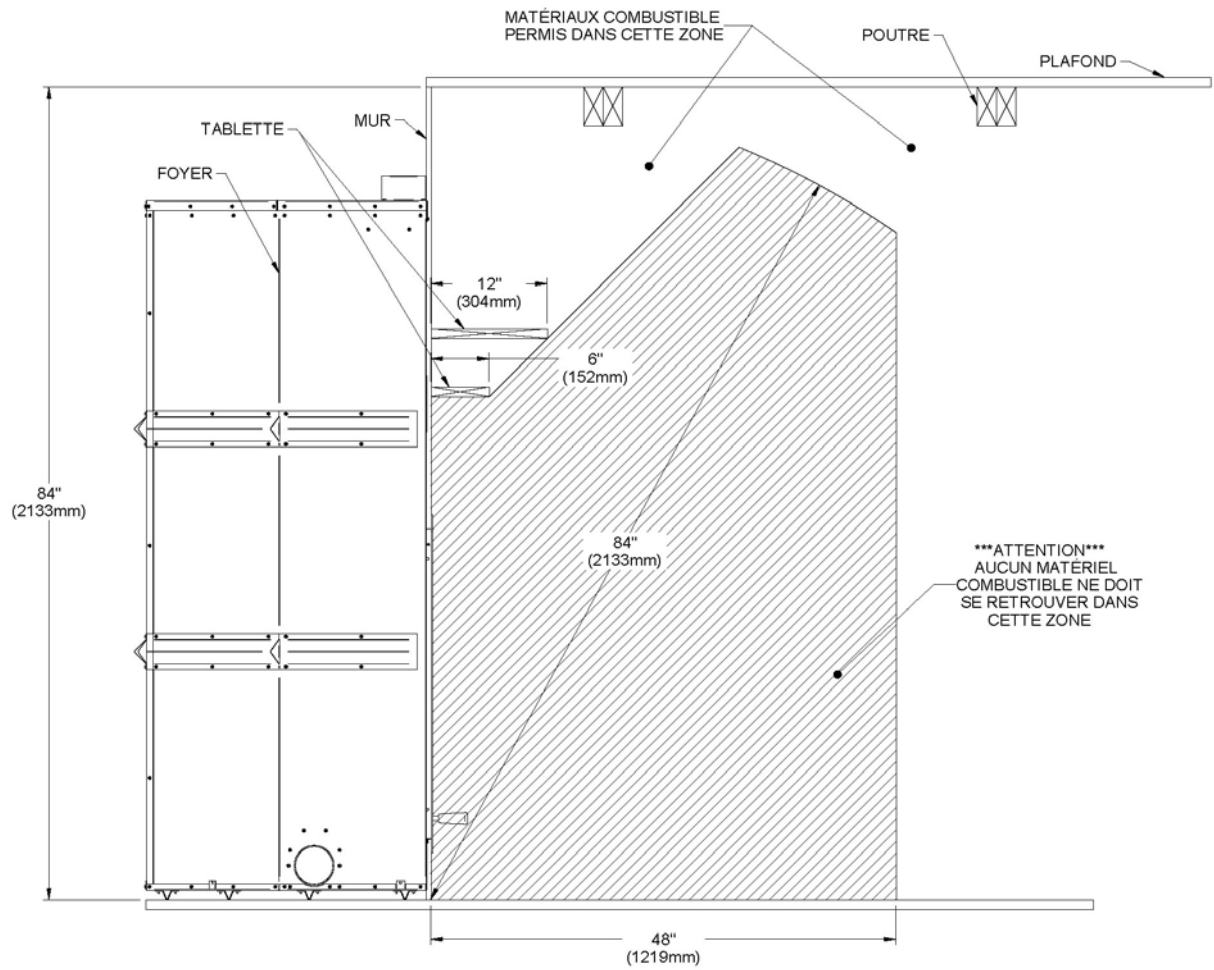 MATÉRIAUX COMBUSTIBLE
PERMIS DANS CETTE ZONE
POUTRE
PLAFOND
TABLETTE
MUR
FOYER
12"
(304mm)
6"
(152mm)
84"
(2133mm)
84"
(2133mm)
***ATTENTION***
AUCUN MATÉRIEL
COMBUSTIBLE NE DOIT
SE RETROUVER DANS
CETTE ZONE
48"
(1219mm)